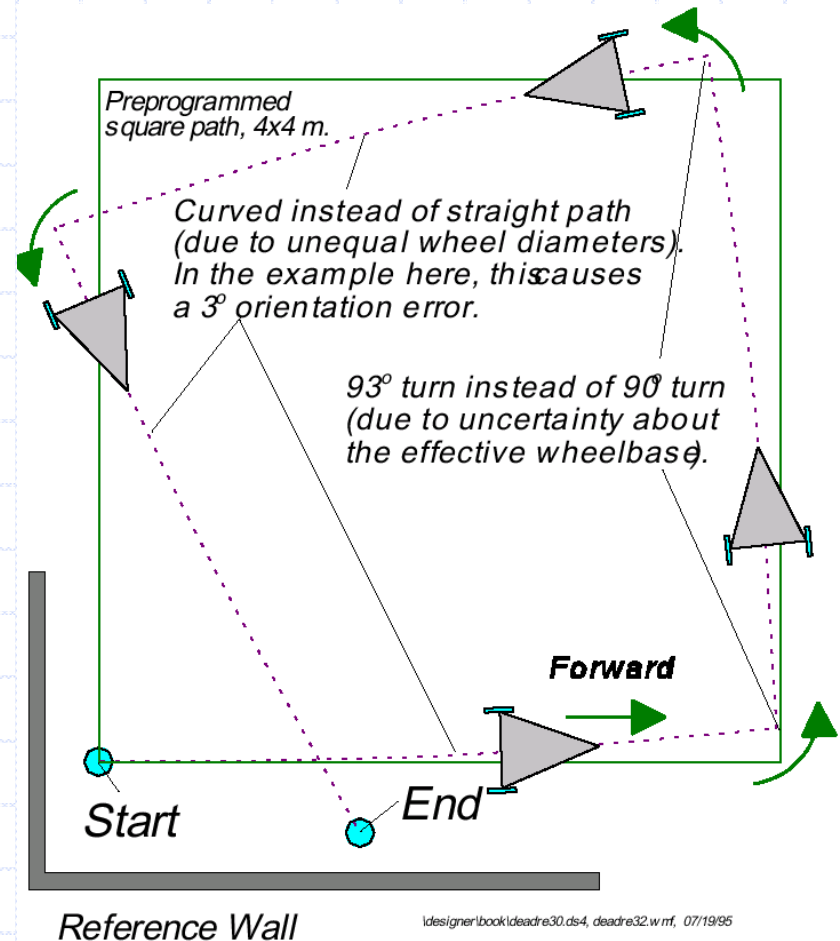 Preprogrammed
square path, 4x4 m.
Curved instead of straight path
(due to unequal wheel diameters).
In the example here, this causes
a 3° orientation error.
93° turn instead of 90° turn
(due to uncertainty about
the effective wheelbase).
Forward
Start
End
Reference Wall
\designer\book\deadre30.ds4, deadre32.wmf, 07/19/95